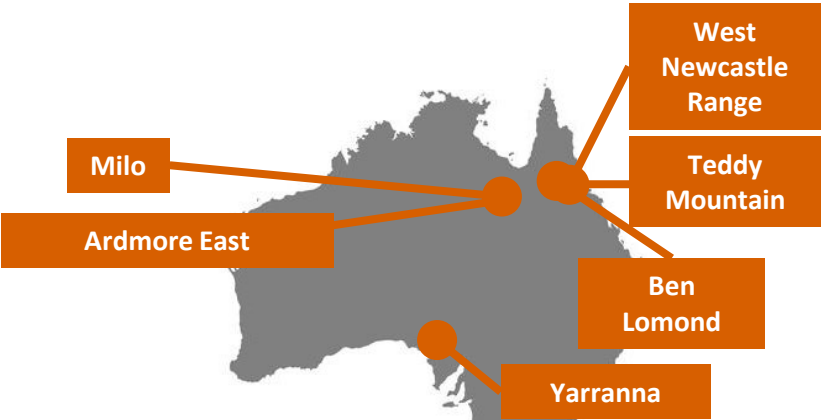 West
Newcastle
Range
Milo
Teddy
Mountain
Ardmore East
Ben
Lomond
Yarranna